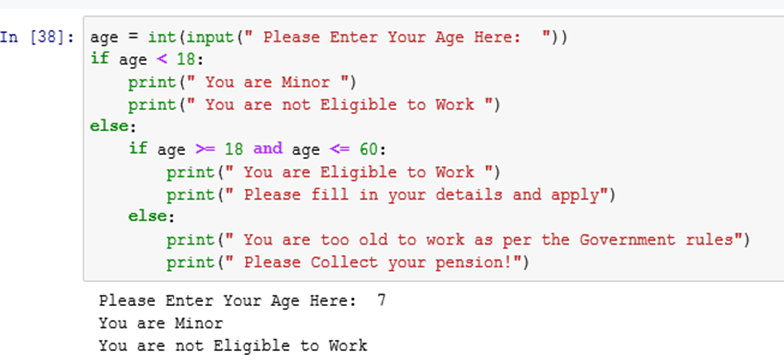 In [38]: age = int(input(" Please Enter Your Age Here:  "))
if age < 18:
    print(" You are Minor ")
    print(" You are not Eligible to Work ")
else:
    if age >= 18 and age <= 60:
        print(" You are Eligible to Work ")
        print(" Please fill in your details and apply")
    else:
        print(" You are too old to work as per the Government rules")
        print(" Please Collect your pension!")
Please Enter Your Age Here:  7
You are Minor
You are not Eligible to Work